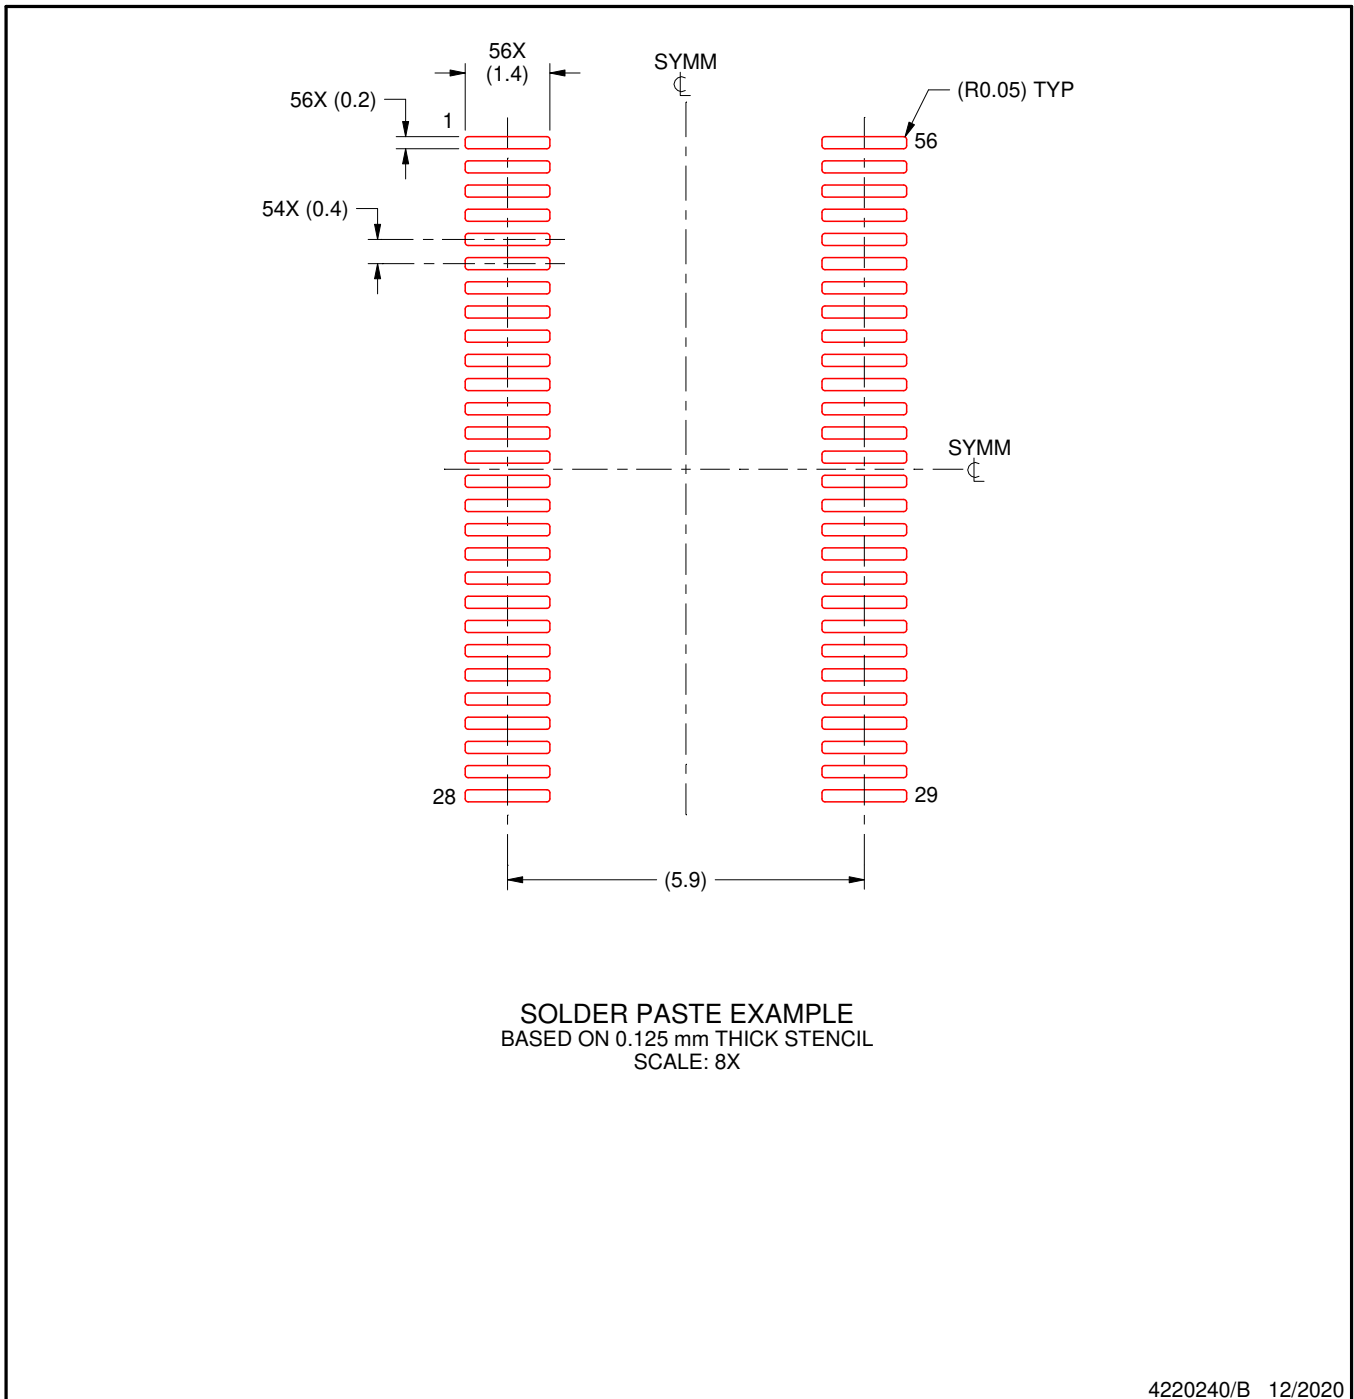 56X
(1.4)
SYMM
℄
56X (0.2)
(R0.05) TYP
1
56
54X (0.4)
SYMM
℄
28
29
(5.9)
SOLDER PASTE EXAMPLE
BASED ON 0.125 mm THICK STENCIL
SCALE: 8X
4220240/B 12/2020